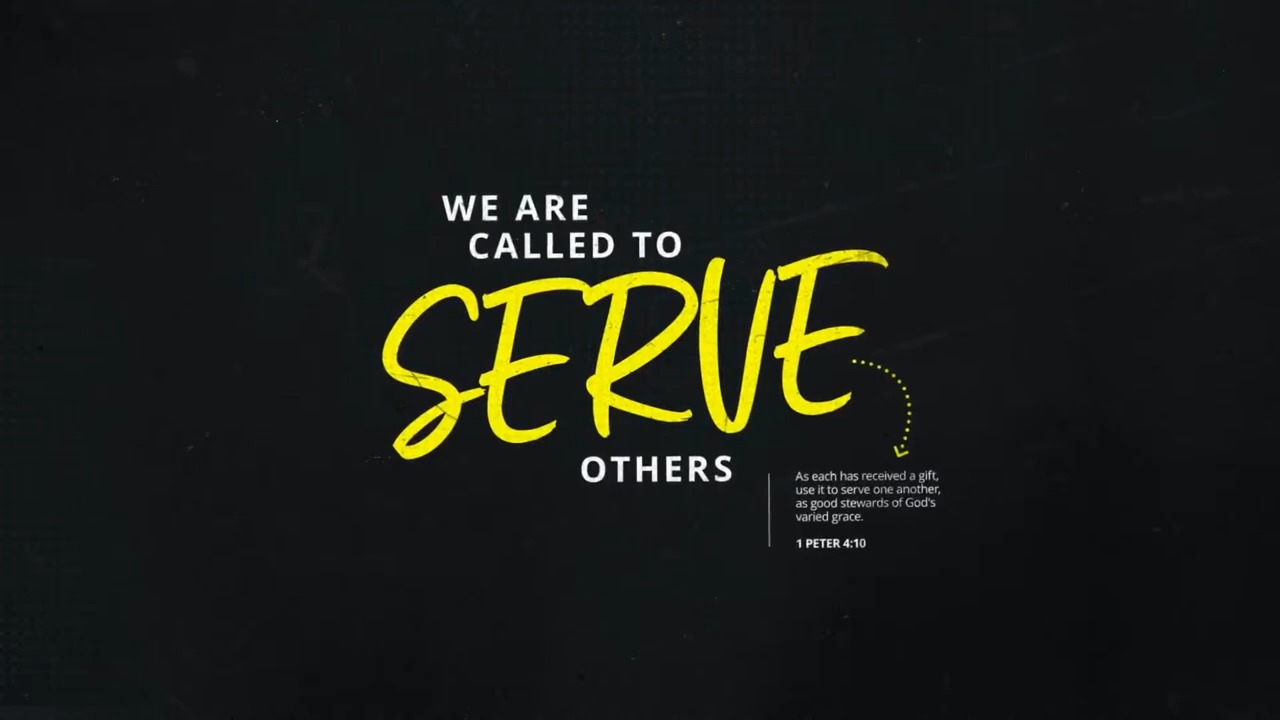 WE ARE
CALLED TO
SERVE
OTHERS
As each has received a gift,
use it to serve one another,
as good stewards of God's
varied grace.
1 PETER 4:10